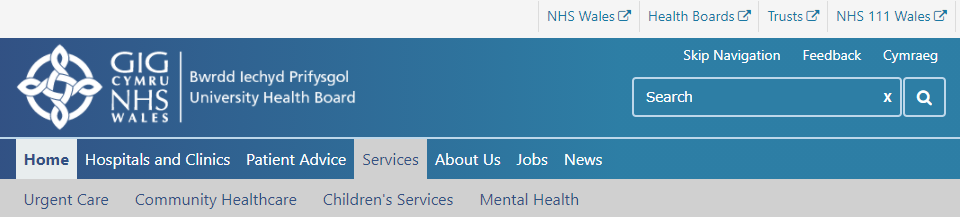 NHS Wales Health Boards Trusts NHS 111 Wales
Skip Navigation Feedback Cymraeg
GIG
CYMRU
NHS
WALES
Bwrdd Iechyd Prifysgol
University Health Board
Search x
Home Hospitals and Clinics Patient Advice Services About Us Jobs News
Urgent Care Community Healthcare Children's Services Mental Health